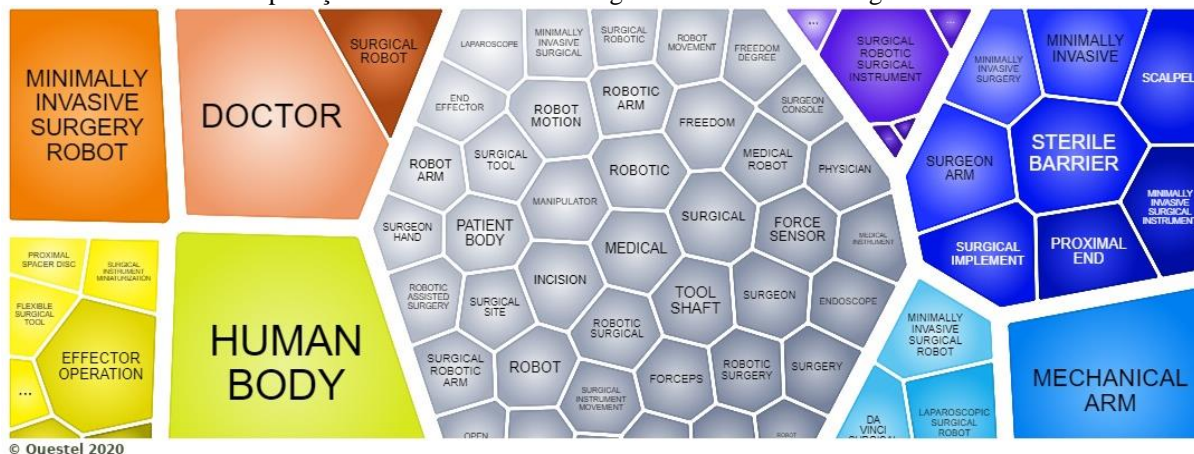 MINIMALLY
INVASIVE
SURGERY
ROBOT
DOCTOR
SURGICAL
ROBOT
PROXIMAL
SPACER DISC
SURGICAL
INSTRUMENT
MINIATURIZATION
FLEXIBLE
SURGICAL
TOOL
EFFECTOR
OPERATION
...
HUMAN
BODY
LAPAROSCOPE
MINIMALLY
INVASIVE
SURGICAL
SURGICAL
ROBOTIC
ROBOT
MOVEMENT
FREEDOM
DEGREE
END
EFFECTOR
ROBOT
MOTION
ROBOTIC
ARM
FREEDOM
SURGEON
CONSOLE
ROBOT
ARM
SURGICAL
TOOL
ROBOTIC
MEDICAL
ROBOT
PHYSICIAN
MANIPULATOR
SURGEON
HAND
PATIENT
BODY
MEDICAL
SURGICAL
FORCE
SENSOR
MEDICAL
INSTRUMENT
INCISION
ROBOTIC
ASSISTED
SURGERY
SURGICAL
SITE
TOOL
SHAFT
SURGEON
ENDOSCOPE
ROBOTIC
SURGICAL
SURGICAL
ROBOTIC
ARM
ROBOT
FORCEPS
ROBOTIC
SURGERY
SURGERY
SURGICAL
INSTRUMENT
MOVEMENT
OPEN
ROBOT
...
SURGICAL
ROBOTIC
SURGICAL
INSTRUMENT
MINIMALLY
INVASIVE
SURGERY
MINIMALLY
INVASIVE
SCALPEL
SURGEON
ARM
STERILE
BARRIER
MINIMALLY
INVASIVE
SURGICAL
INSTRUMENT
SURGICAL
IMPLEMENT
PROXIMAL
END
MINIMALLY
INVASIVE
SURGICAL
ROBOT
DA
VINCI
LAPAROSCOPIC
SURGICAL
ROBOT
MECHANICAL
ARM
© Questel 2020